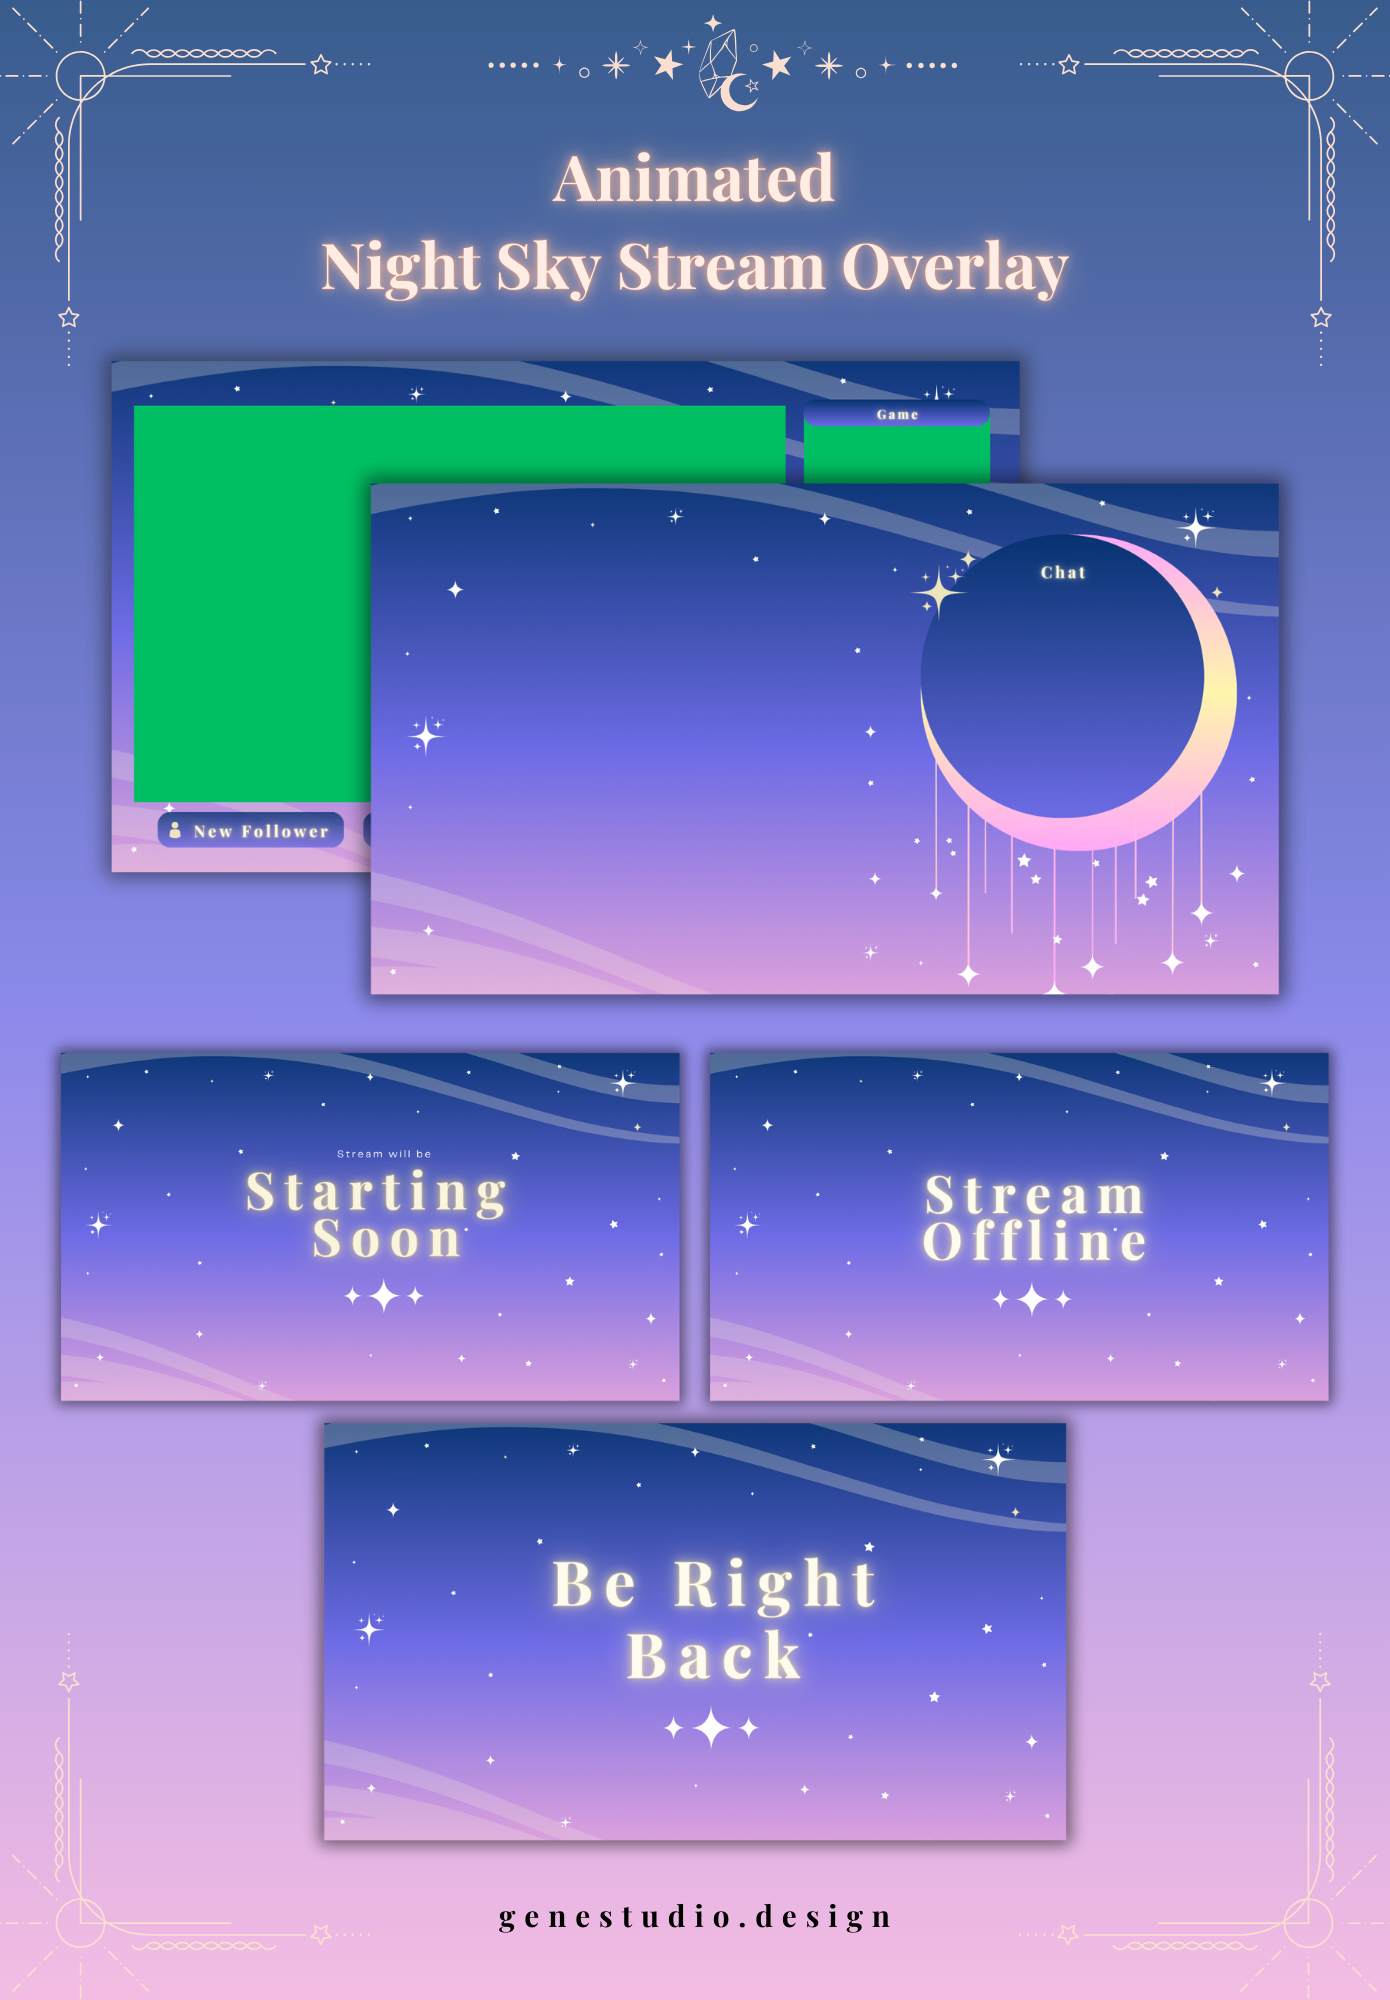 Animated
Night Sky Stream Overlay
Game
Chat
New Follower
Stream will be
Starting
Soon
Stream
Offline
Be Right
Back
genestudio.design